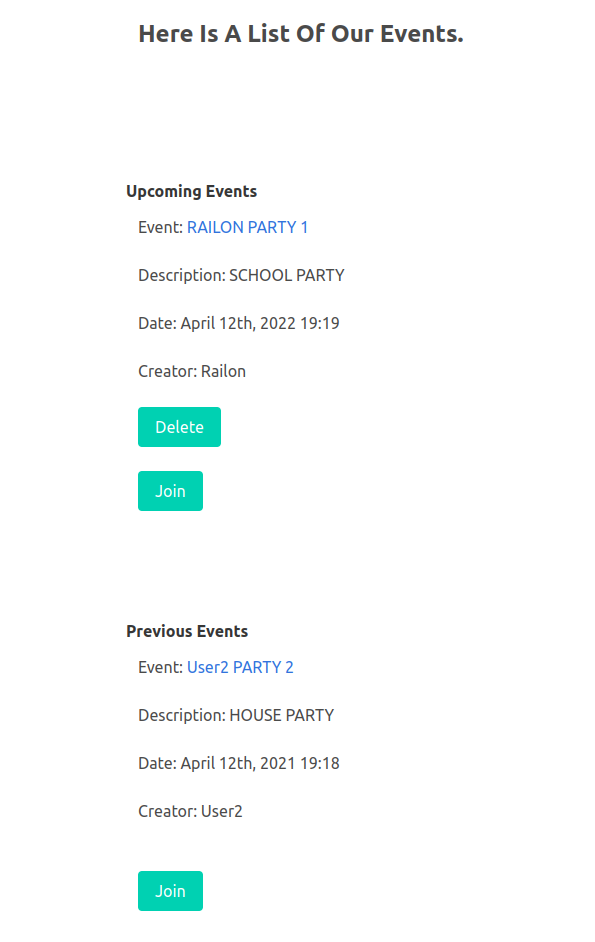 Here Is A List Of Our Events.
Upcoming Events
Event: RAILON PARTY 1
Description: SCHOOL PARTY
Date: April 12th, 2022 19:19
Creator: Railon
Delete
Join
Previous Events
Event: User2 PARTY 2
Description: HOUSE PARTY
Date: April 12th, 2021 19:18
Creator: User2
Join